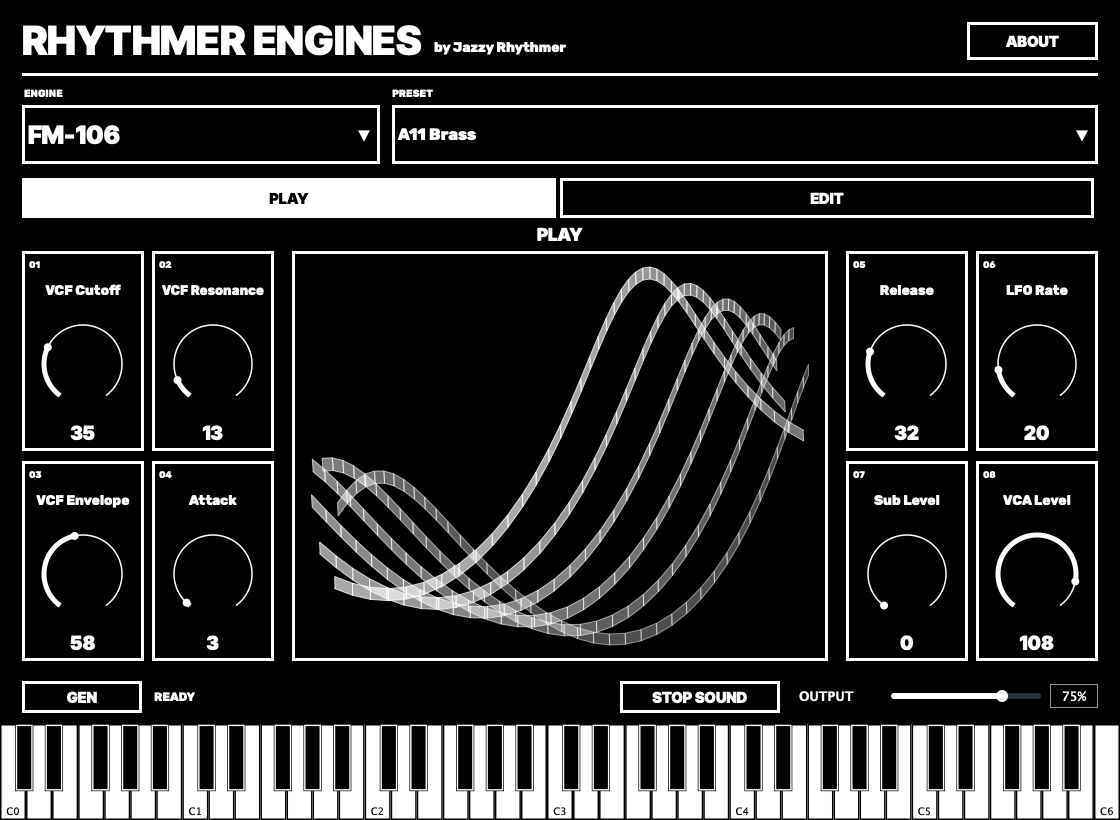 RHYTHMER ENGINES by Jazzy Rhythmer
ABOUT
ENGINE
PRESET
FM-106
A11 Brass
PLAY
EDIT
PLAY
01
VCF Cutoff
35
02
VCF Resonance
13
03
VCF Envelope
58
04
Attack
3
05
Release
32
06
LFO Rate
20
07
Sub Level
0
08
VCA Level
108
GEN
READY
STOP SOUND
OUTPUT
75%
C0 C1 C2 C3 C4 C5 C6